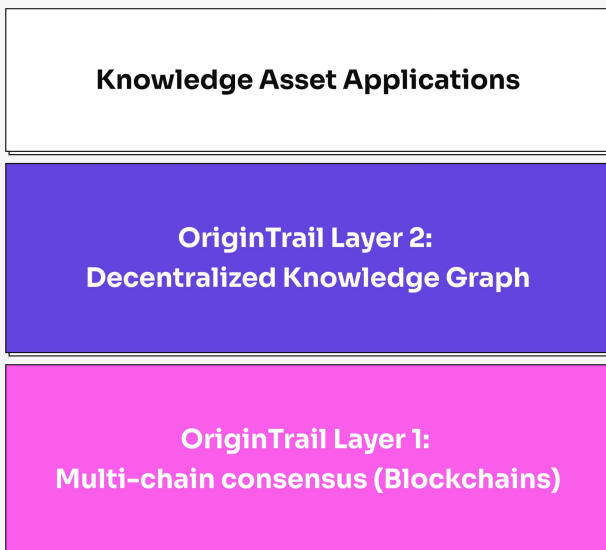 Knowledge Asset Applications
OriginTrail Layer 2:
Decentralized Knowledge Graph
OriginTrail Layer 1:
Multi-chain consensus (Blockchains)